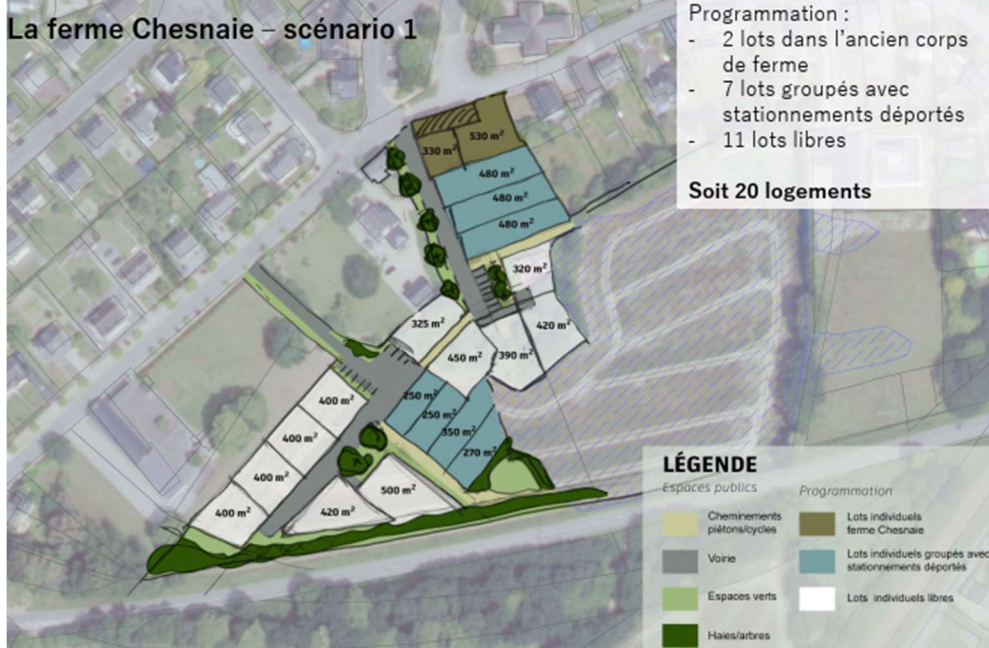 La ferme Chesnaie – scénario 1
Programmation :
- 2 lots dans l'ancien corps
de ferme
- 7 lots groupés avec
stationnements déportés
- 11 lots libres
Soit 20 logements
530 m²
330 m²
480 m²
480 m²
480 m²
320 m²
325 m²
420 m²
450 m²
390 m²
400 m²
250 m²
250 m²
350 m²
270 m²
400 m²
400 m²
400 m²
500 m²
420 m²
LÉGENDE
Espaces publics
Cheminements
piétons/cycles
Voirie
Espaces verts
Haies/arbres
Programmation
Lots individuels
ferme Chesnaie
Lots individuels groupés avec
stationnements déportés
Lots individuels libres